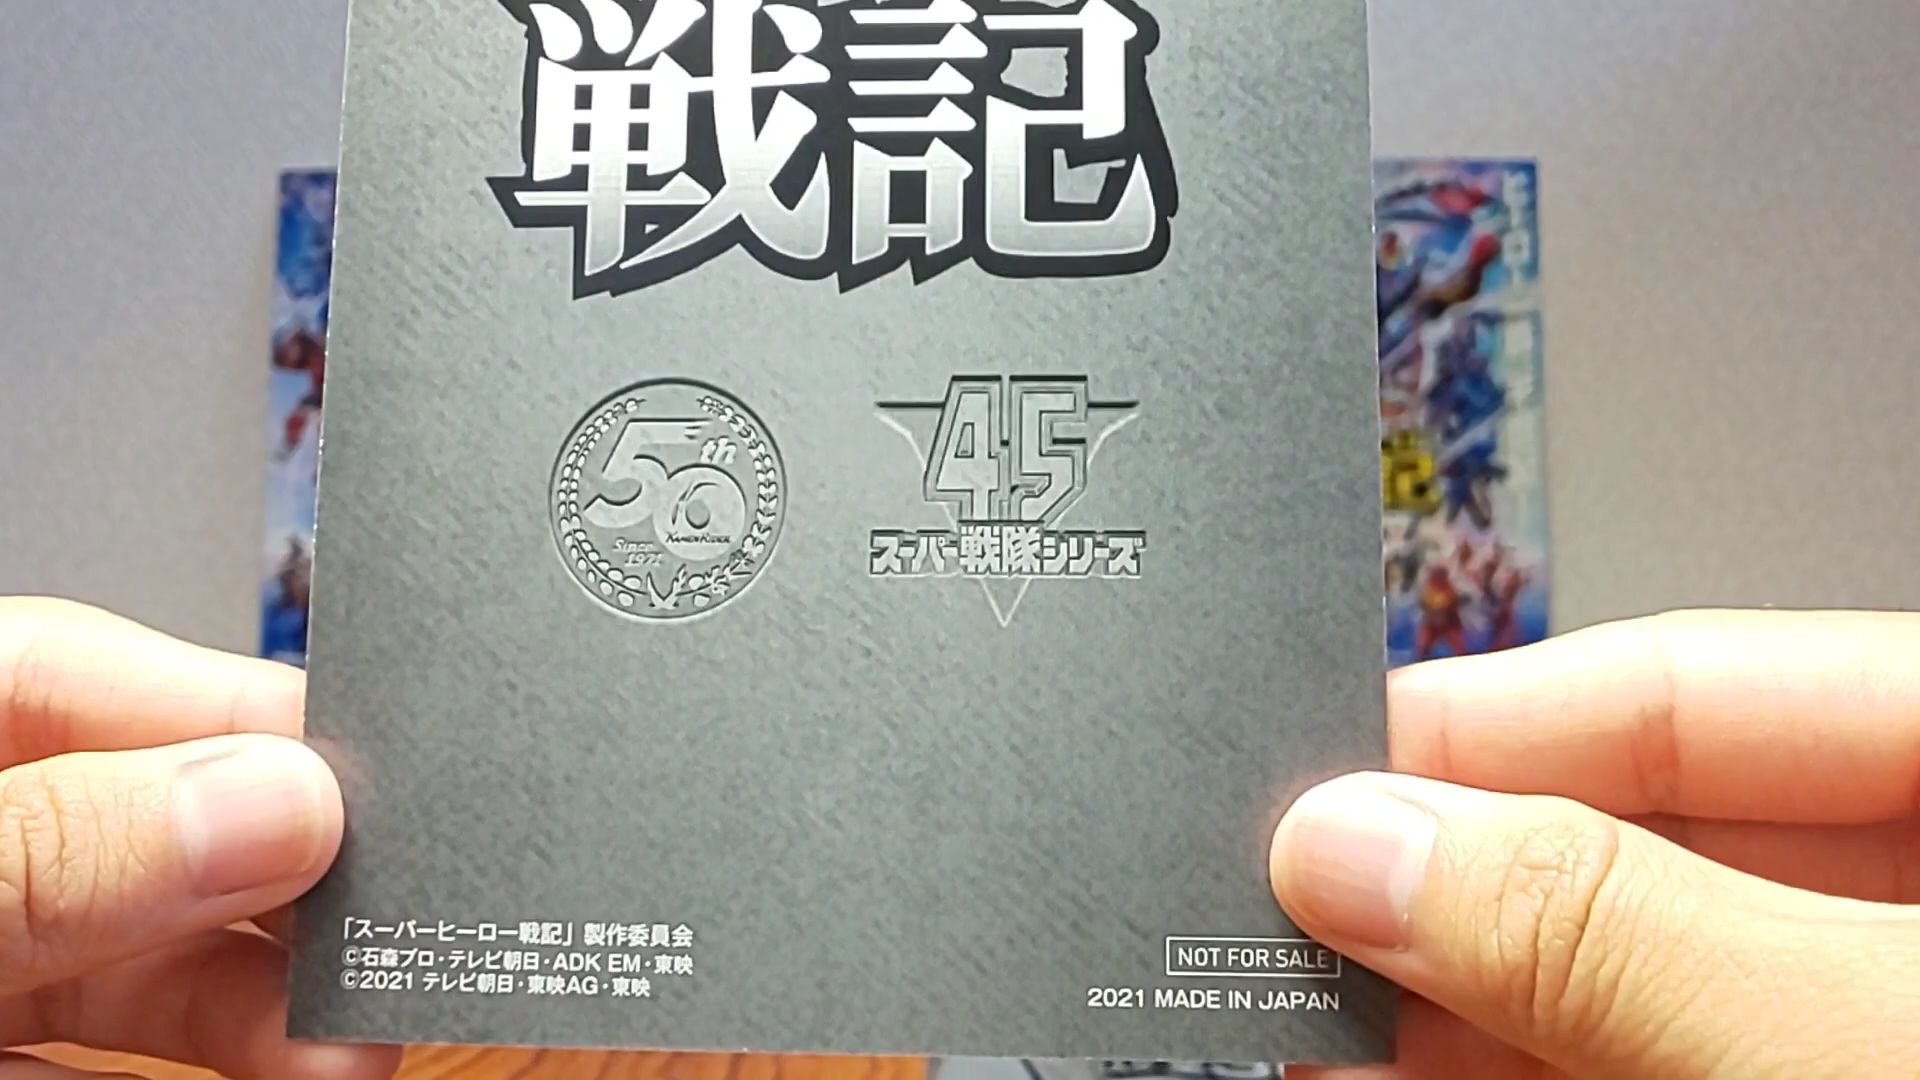 戦記
50th
Since
1971
KAMEN RIDER
45
スーパー戦隊シリーズ
「スーパーヒーロー戦記」製作委員会
©石森プロ・テレビ朝日・ADK EM・東映
©2021 テレビ朝日・東映AG・東映
NOT FOR SALE
2021 MADE IN JAPAN